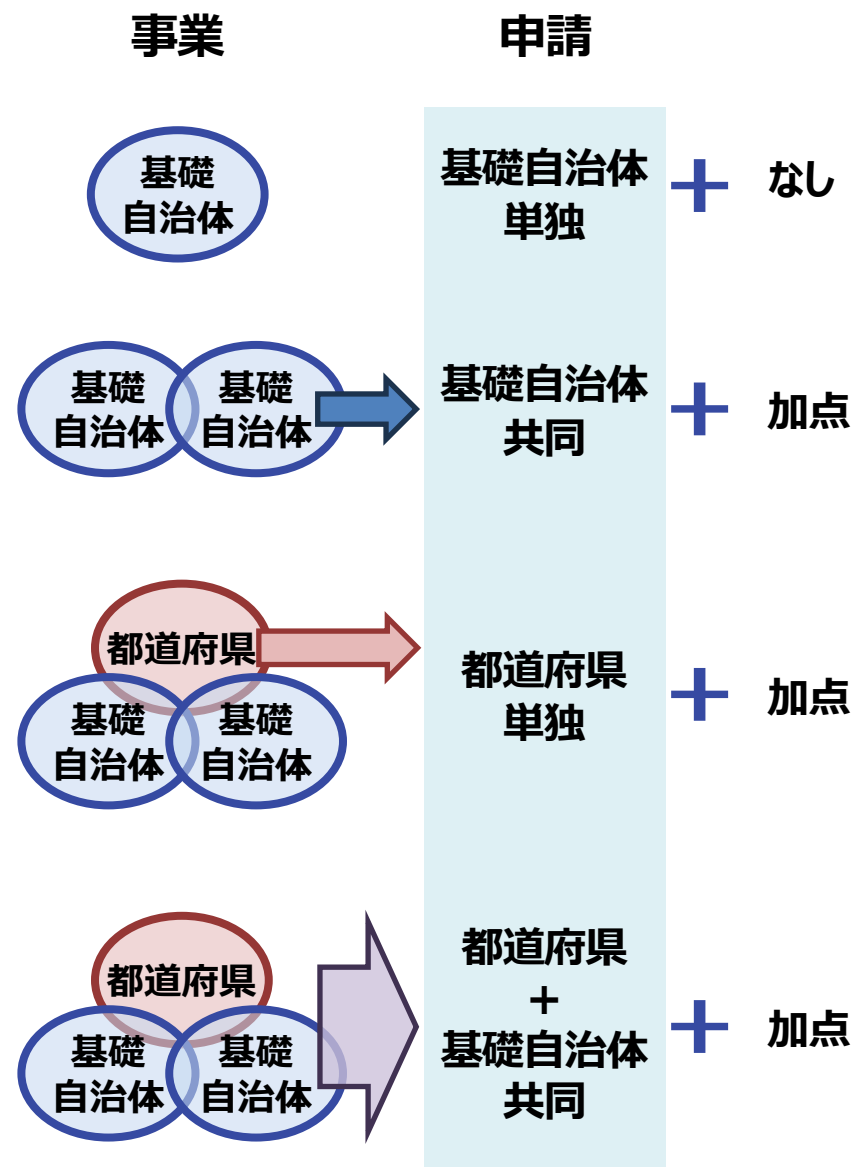 事業
申請
基礎
自治体
基礎自治体
単独
＋
なし
基礎
自治体
基礎
自治体
基礎自治体
共同
＋
加点
都道府県
基礎
自治体
基礎
自治体
都道府県
単独
＋
加点
都道府県
基礎
自治体
基礎
自治体
都道府県
＋
基礎自治体
共同
＋
加点